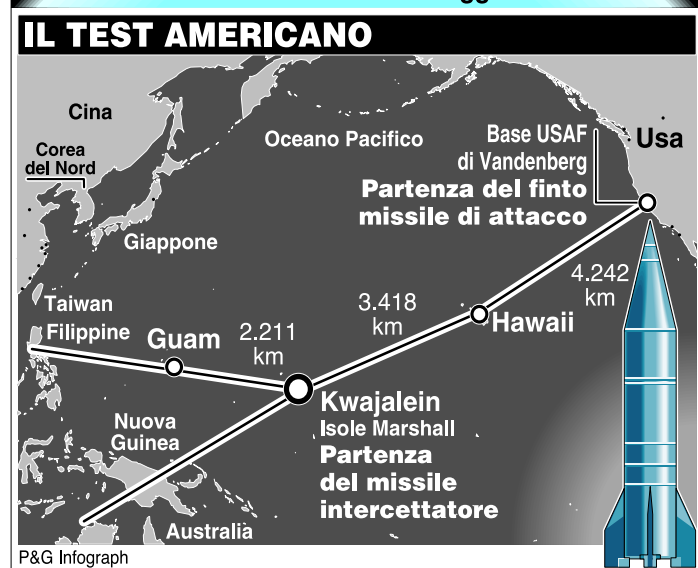 IL TEST AMERICANO
Cina
Corea
del Nord
Oceano Pacifico
Base USAF
di Vandenberg
Partenza del finto
missile di attacco
Usa
Giappone
Taiwan
Filippine
Guam
2.211
km
3.418
km
4.242
km
Hawaii
Kwajalein
Isole Marshall
Partenza
del missile
intercettatore
Nuova
Guinea
Australia
P&G Infograph